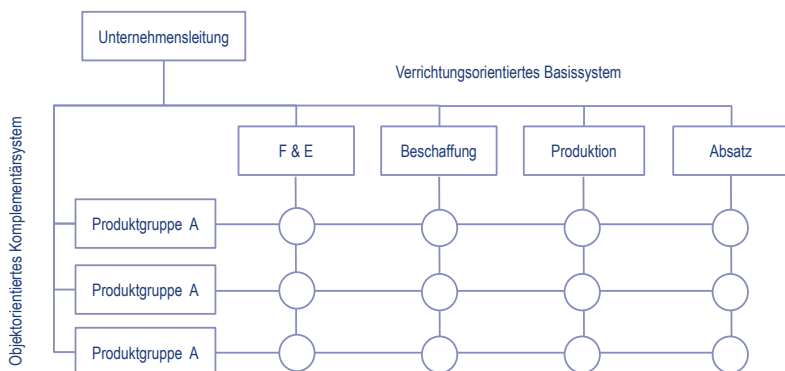 Unternehmensleitung
Verrichtungsorientiertes Basissystem
Objektorientiertes Komplementärsystem
F & E
Beschaffung
Produktion
Absatz
Produktgruppe A
Produktgruppe A
Produktgruppe A